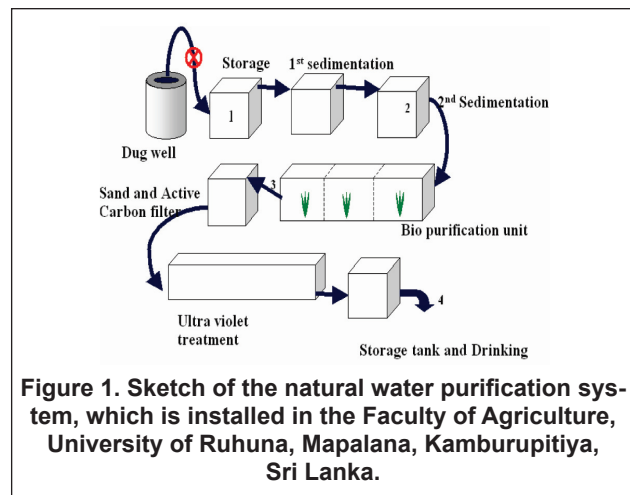 Storage 1st sedimentation
1
2
2nd Sedimentation
Dug well
Sand and Active
Carbon filter
3
Bio purification unit
Ultra violet
treatment
4
Storage tank and Drinking
Figure 1. Sketch of the natural water purification sys-
tem, which is installed in the Faculty of Agriculture,
University of Ruhuna, Mapalana, Kamburupitiya,
Sri Lanka.